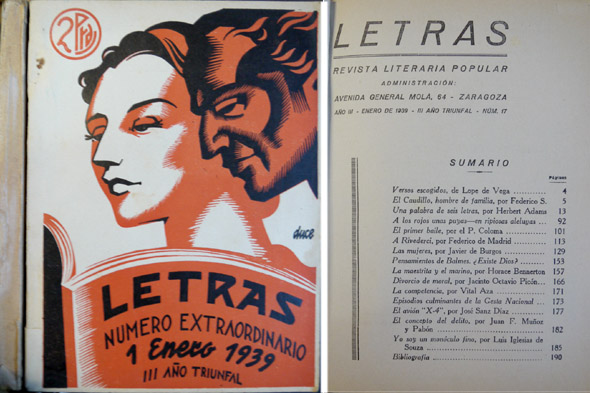 2 Pts
duce
LETRAS
NUMERO EXTRAORDINARIO
1 Enero 1939
III AÑO TRIUNFAL
LETRAS
REVISTA LITERARIA POPULAR
ADMINISTRACIÓN:
AVENIDA GENERAL MOLA, 64 - ZARAGOZA
AÑO III - ENERO DE 1939 - III AÑO TRIUNFAL - NÚM. 17
SUMARIO
Páginas
Versos escogidos, de Lope de Vega 4
El Caudillo, hombre de familia, por Federico S. 5
Una palabra de seis letras, por Herbert Adams 13
A los rojos unas puyas—en ripiosas aleluyas 92
El primer baile, por el P. Coloma 101
A Rivederci, por Federico de Madrid 113
Las mujeres, por Javier de Burgos 129
Pensamientos de Balmes. ¿Existe Dios? 153
La maestrita y el marino, por Horace Bennerton 157
Divorcio de moral, por Jacinto Octavio Picón 166
La competencia, por Vital Aza 171
Episodios culminantes de la Gesta Nacional 173
El avión "X-4", por José Sanz Díaz 177
El concepto del delito, por Juan F. Muñoz
y Pabón 182
Yo soy un minúsculo fino, por Luis Iglesias de
Souza 185
Bibliografía 190